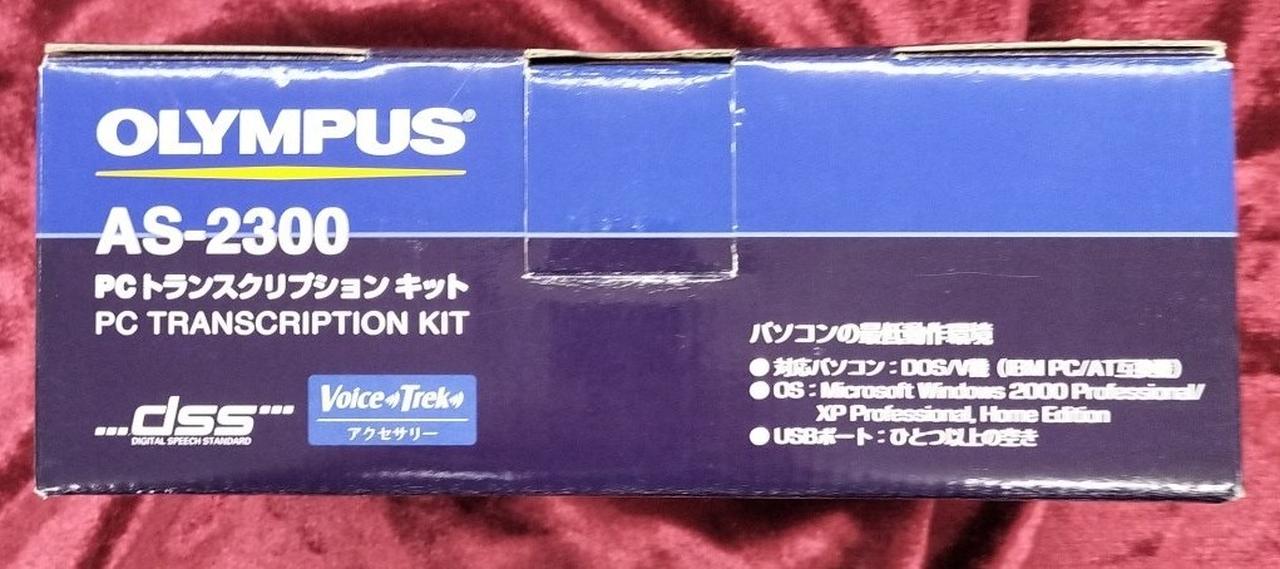 OLYMPUS®
AS-2300
PCトランスクリプション キット
PC TRANSCRIPTION KIT
...dss...
DIGITAL SPEECH STANDARD
Voice Trek
アクセサリー
パソコンの最低動作環境
● 対応パソコン：DOS/V機（IBM PC/AT互換機）
● OS：Microsoft Windows 2000 Professional/
XP Professional, Home Edition
● USBポート：ひとつ以上の空き